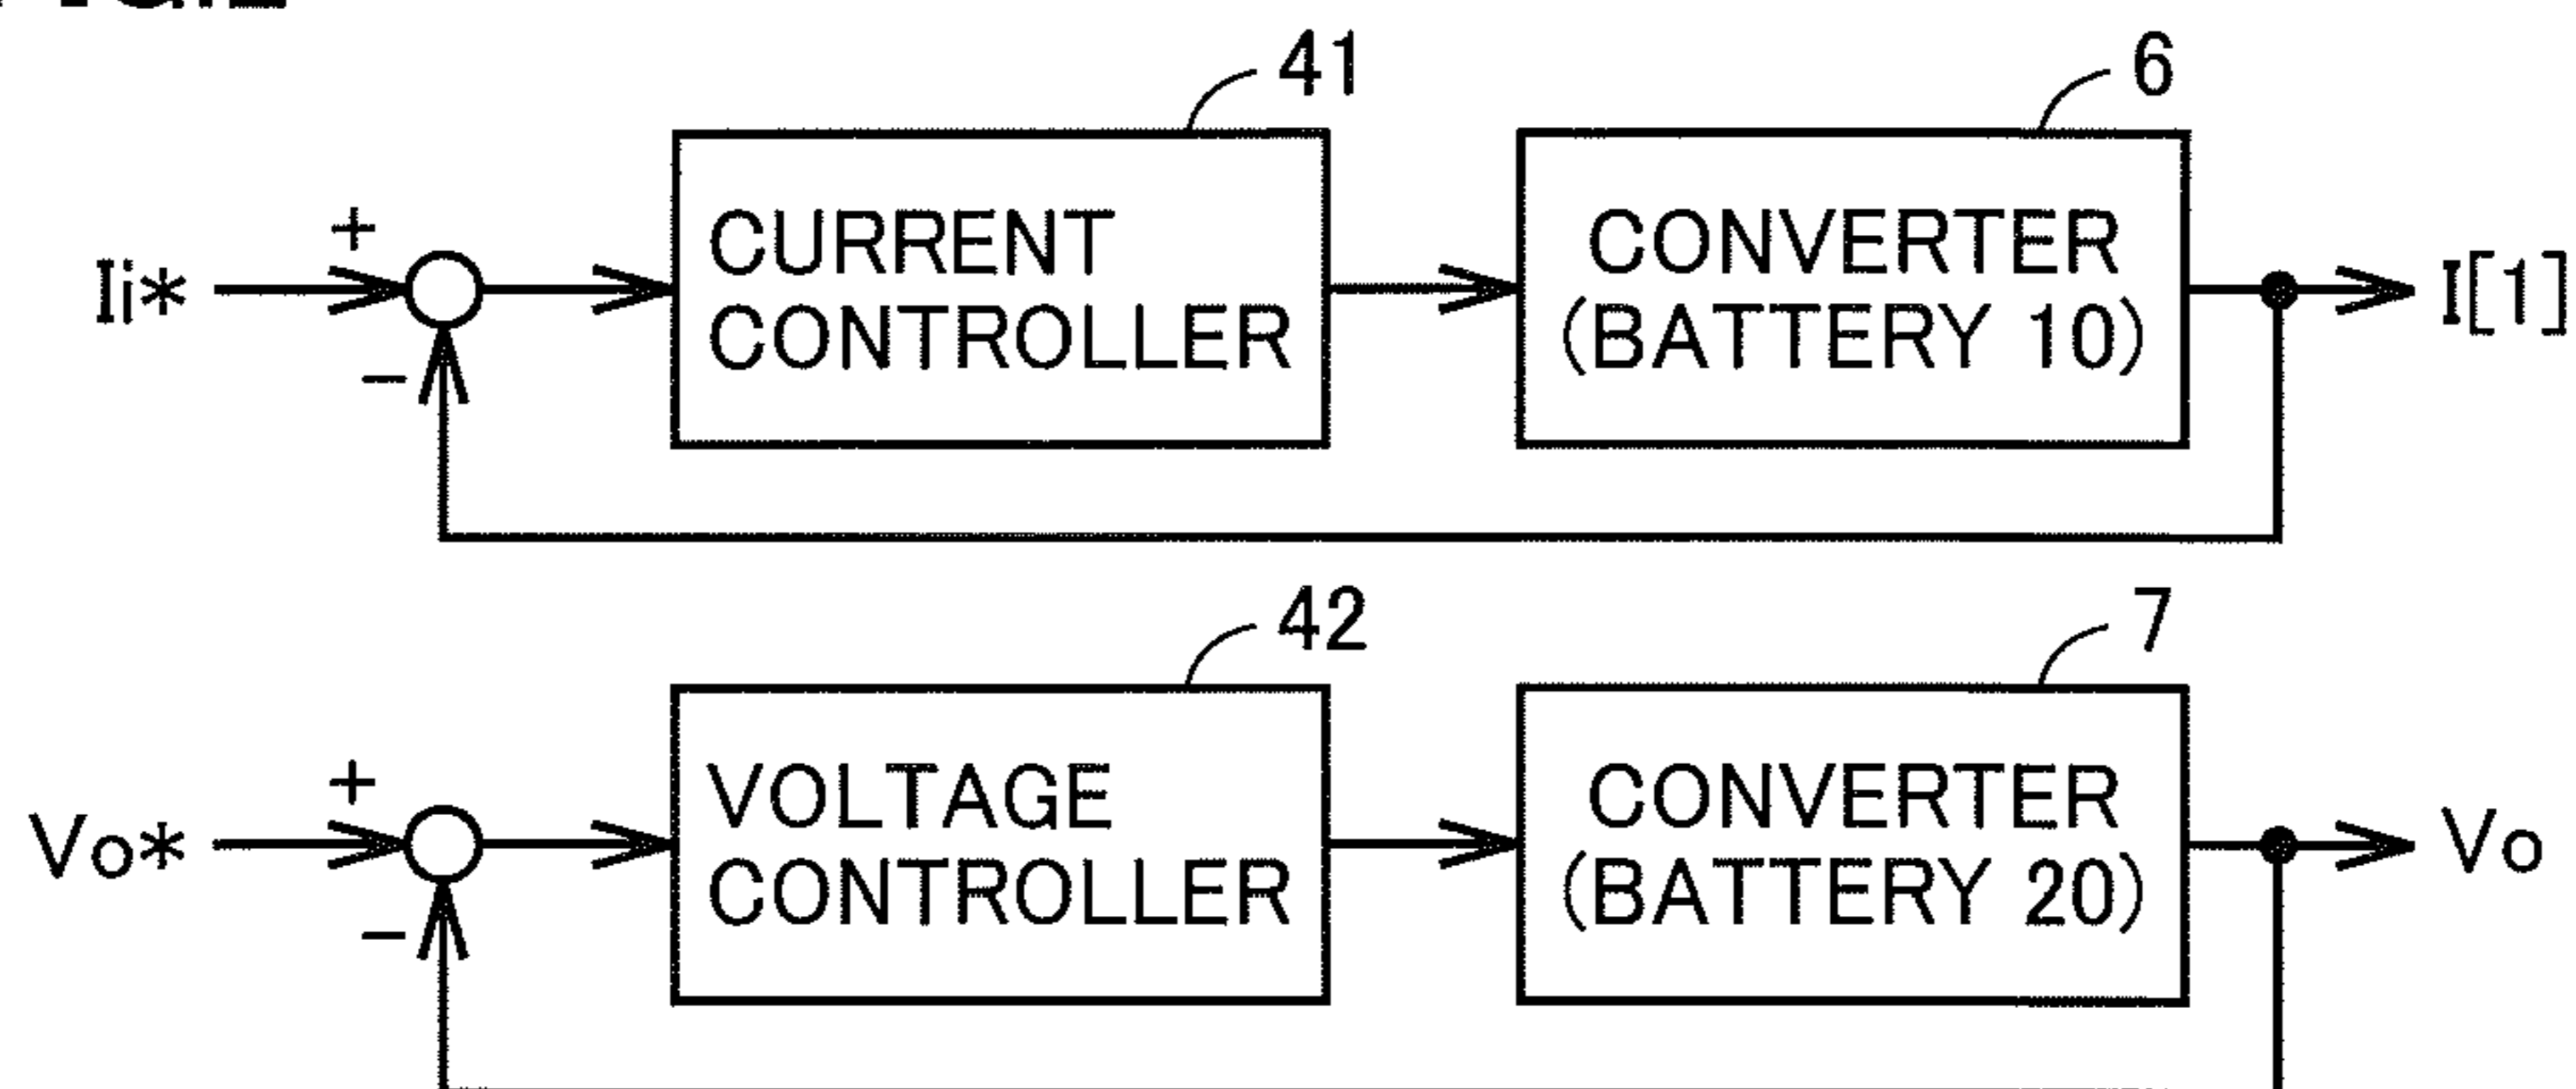 41
6
+
Ii*
CURRENT
CONTROLLER
CONVERTER
(BATTERY 10)
I[1]
−
42
7
+
Vo*
VOLTAGE
CONTROLLER
CONVERTER
(BATTERY 20)
Vo
−